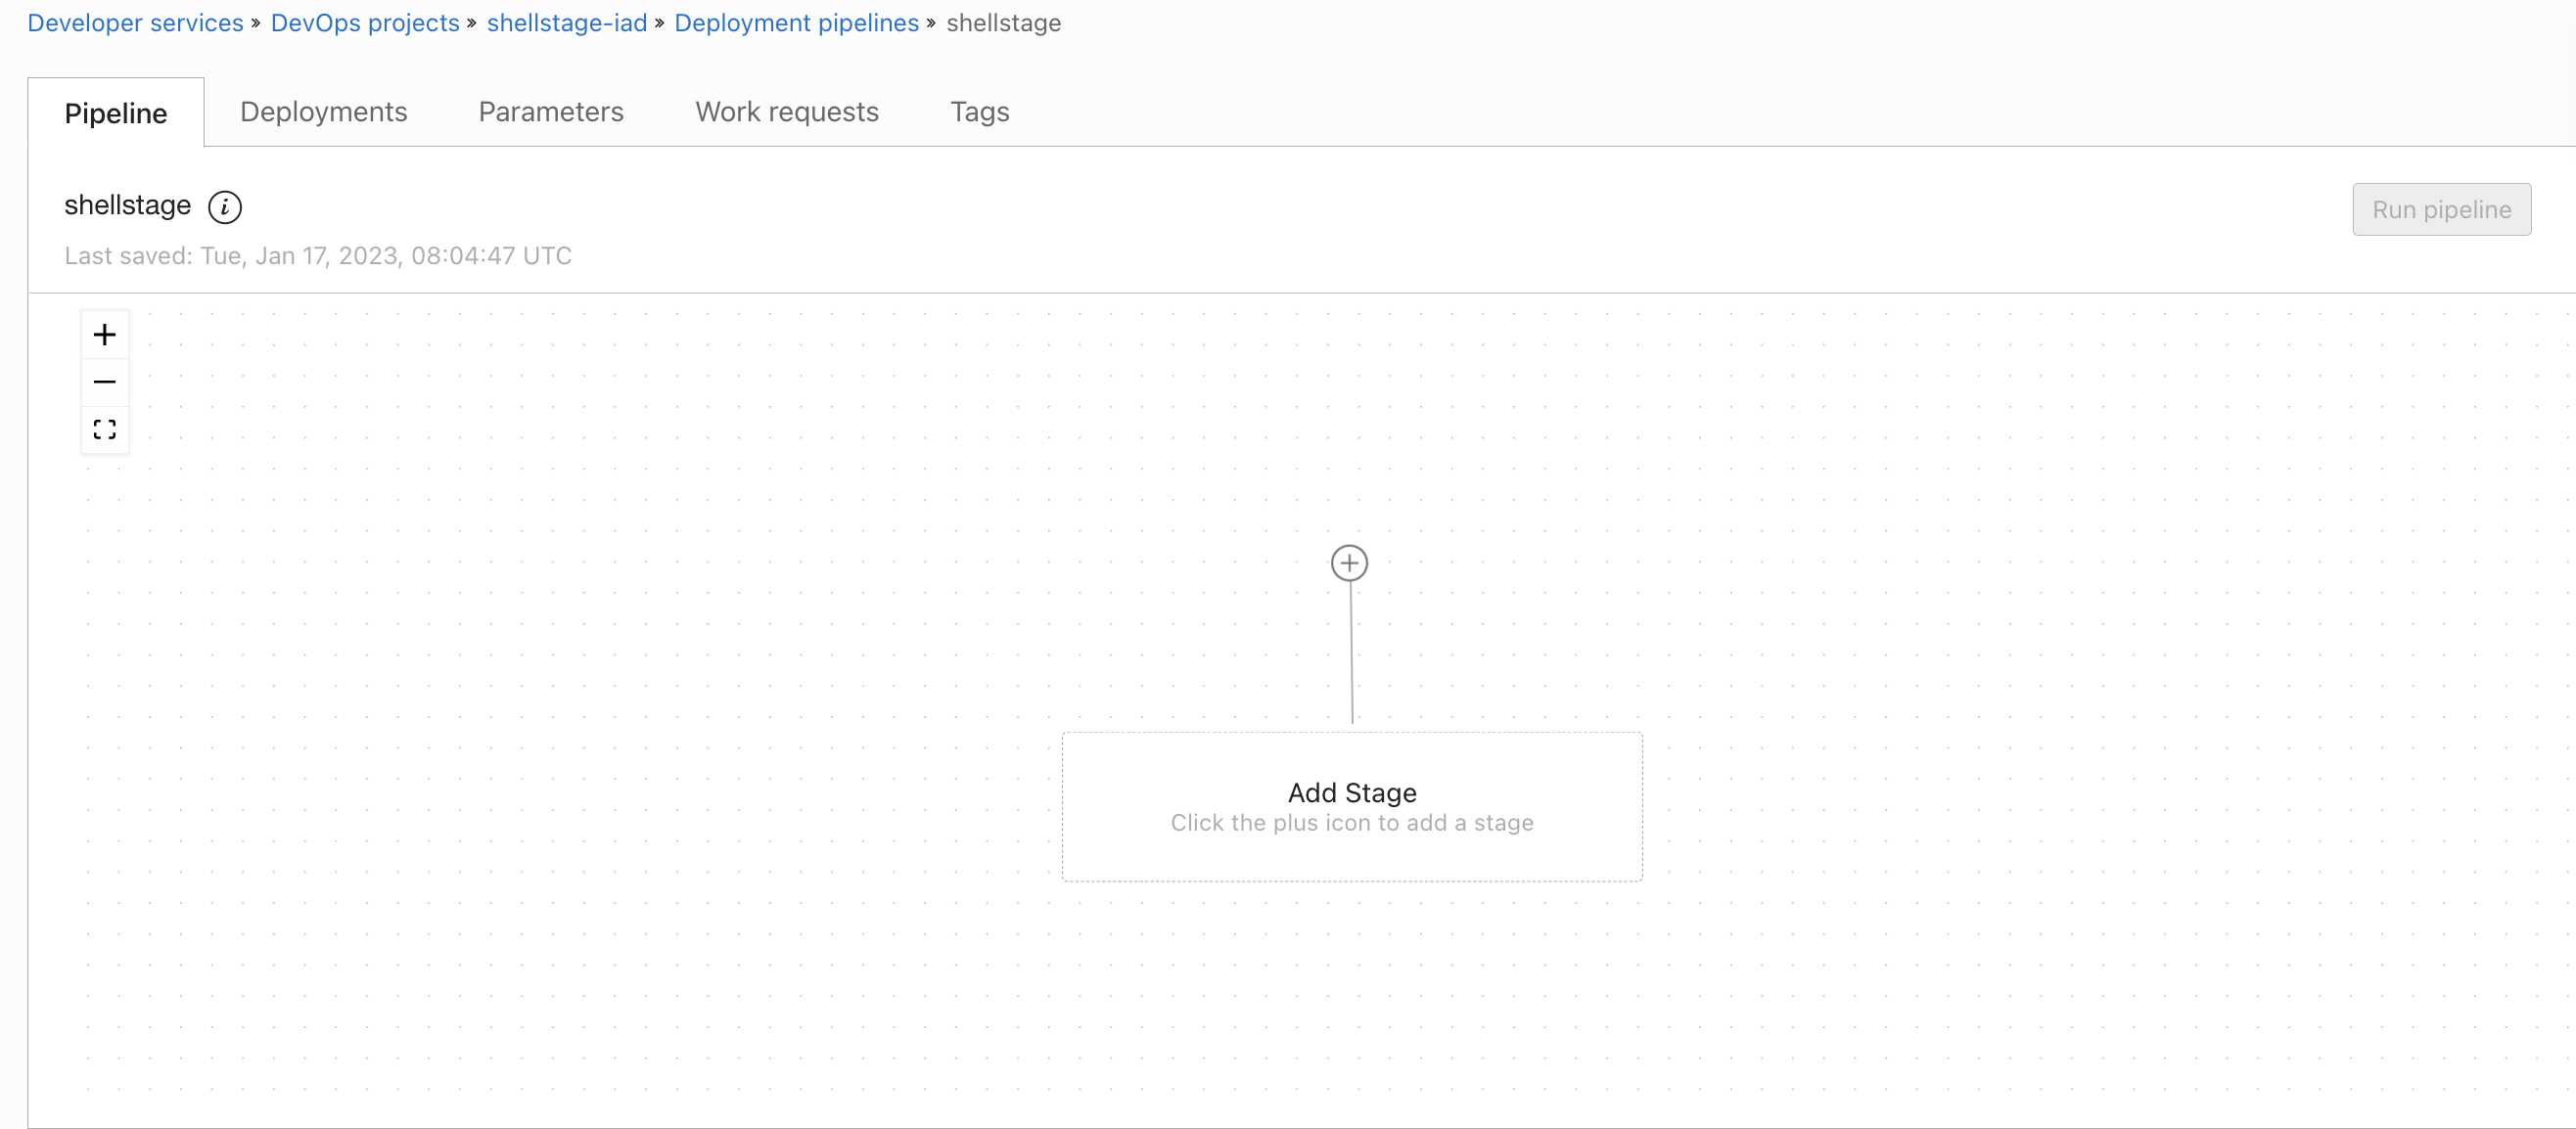 Developer services » DevOps projects » shellstage-iad » Deployment pipelines » shellstage
Pipeline Deployments Parameters Work requests Tags
shellstage i
Run pipeline
Last saved: Tue, Jan 17, 2023, 08:04:47 UTC
Add Stage
Click the plus icon to add a stage